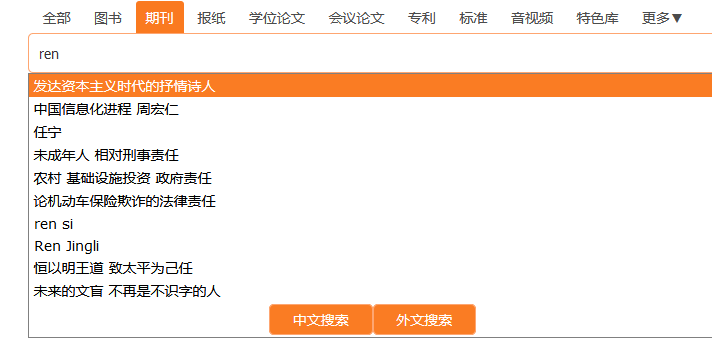 全部 图书 期刊 报纸 学位论文 会议论文 专利 标准 音视频 特色库 更多▼
ren
发达资本主义时代的抒情诗人
中国信息化进程 周宏仁
任宁
未成年人 相对刑事责任
农村 基础设施投资 政府责任
论机动车保险欺诈的法律责任
ren si
Ren Jingli
恒以明王道 致太平为己任
未来的文盲 不再是不识字的人
中文搜索 外文搜索